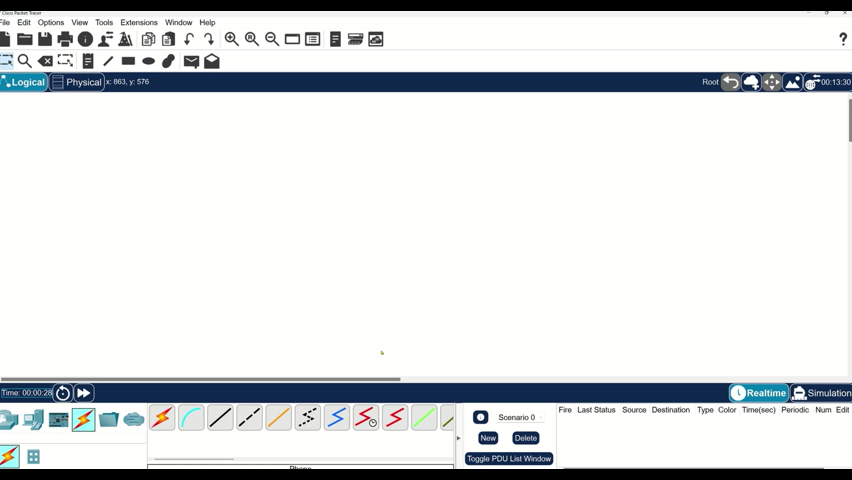 Cisco Packet Tracer
File Edit Options View Tools Extensions Window Help
Logical Physical x: 863, y: 576 Root 00:13:30
Time: 00:00:28 Realtime Simulation
Scenario 0 Fire Last Status Source Destination Type Color Time(sec) Periodic Num Edit
New Delete
Toggle PDU List Window